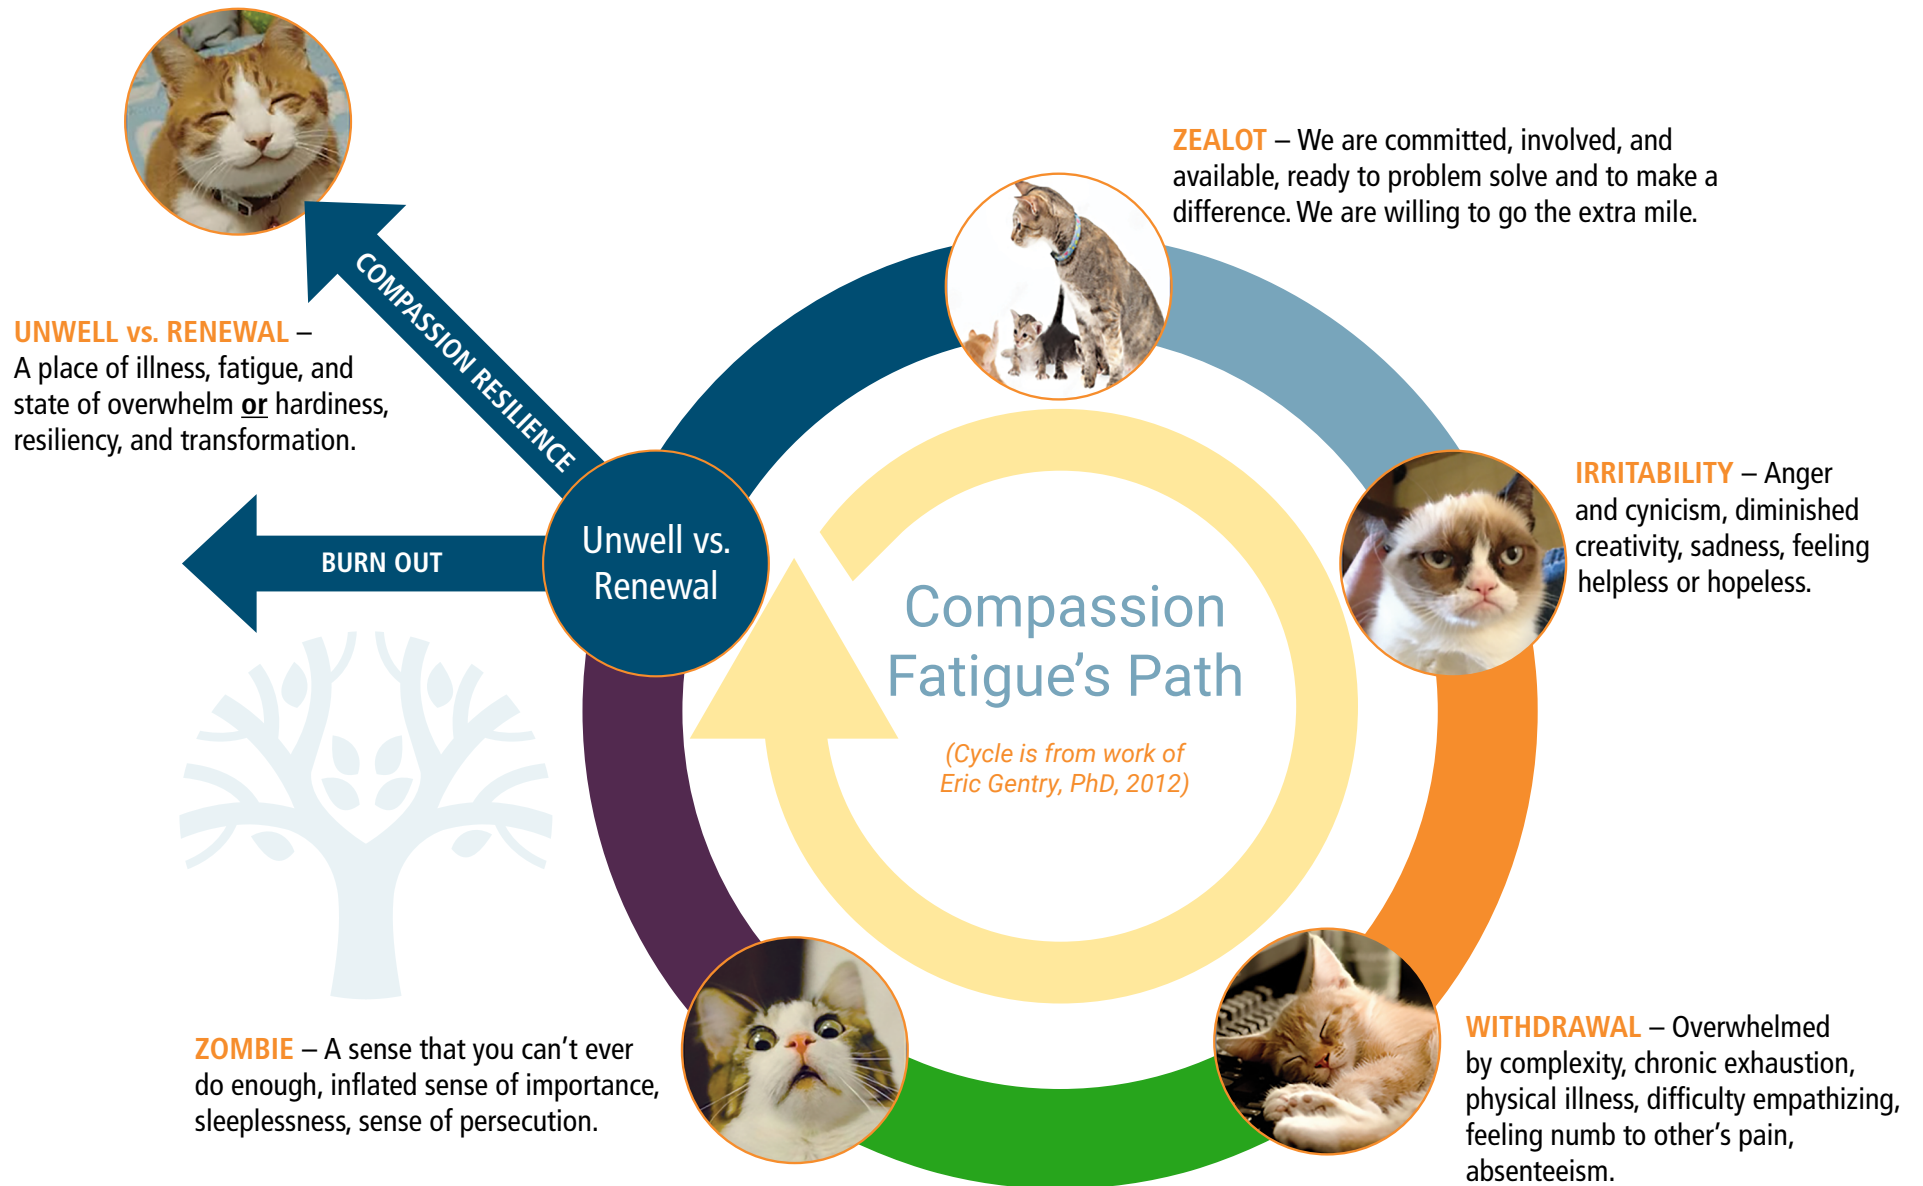 ZEALOT – We are committed, involved, and
available, ready to problem solve and to make a
difference. We are willing to go the extra mile.
COMPASSION RESILIENCE
UNWELL vs. RENEWAL –
A place of illness, fatigue, and
state of overwhelm or hardiness,
resiliency, and transformation.
IRRITABILITY – Anger
and cynicism, diminished
creativity, sadness, feeling
helpless or hopeless.
BURN OUT
Unwell vs.
Renewal
Compassion
Fatigue’s Path
(Cycle is from work of
Eric Gentry, PhD, 2012)
ZOMBIE – A sense that you can’t ever
do enough, inflated sense of importance,
sleeplessness, sense of persecution.
WITHDRAWAL – Overwhelmed
by complexity, chronic exhaustion,
physical illness, difficulty empathizing,
feeling numb to other’s pain,
absenteeism.